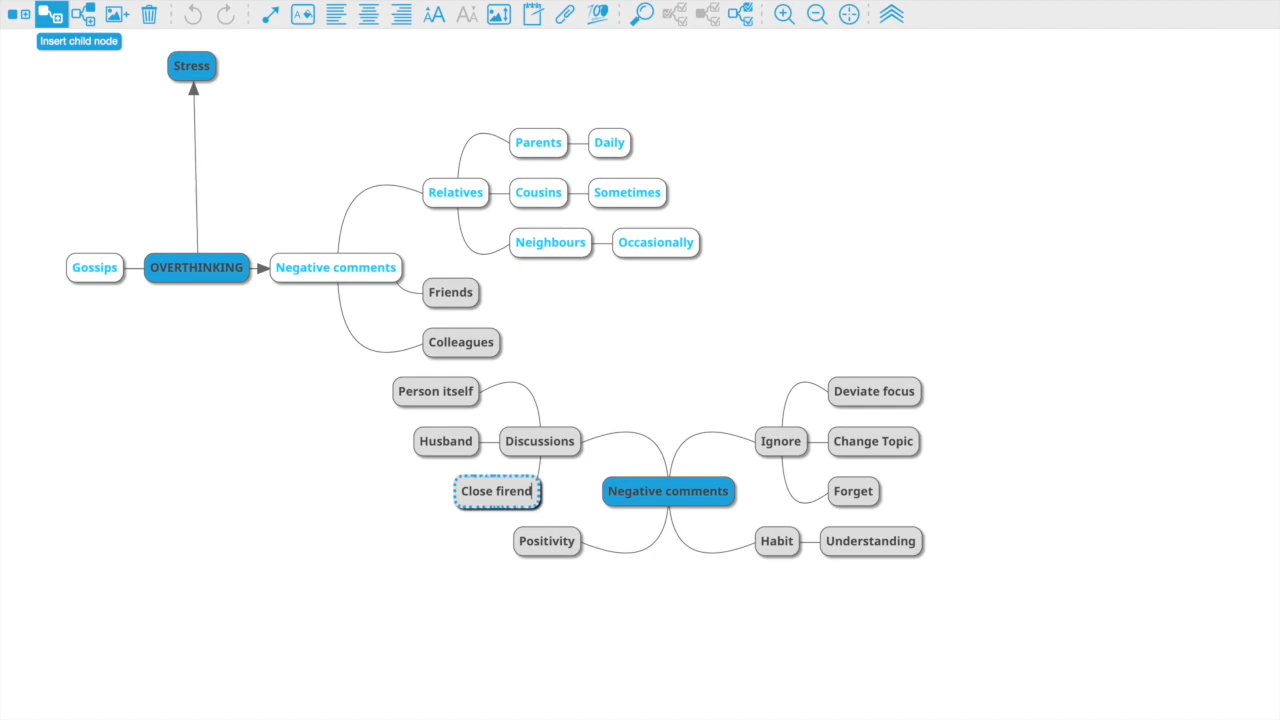 Insert child node
Stress
Parents
Daily
Relatives
Cousins
Sometimes
Neighbours
Occasionally
Gossips
OVERTHINKING
Negative comments
Friends
Colleagues
Person itself
Deviate focus
Husband
Discussions
Ignore
Change Topic
Close firend
Negative comments
Forget
Positivity
Habit
Understanding